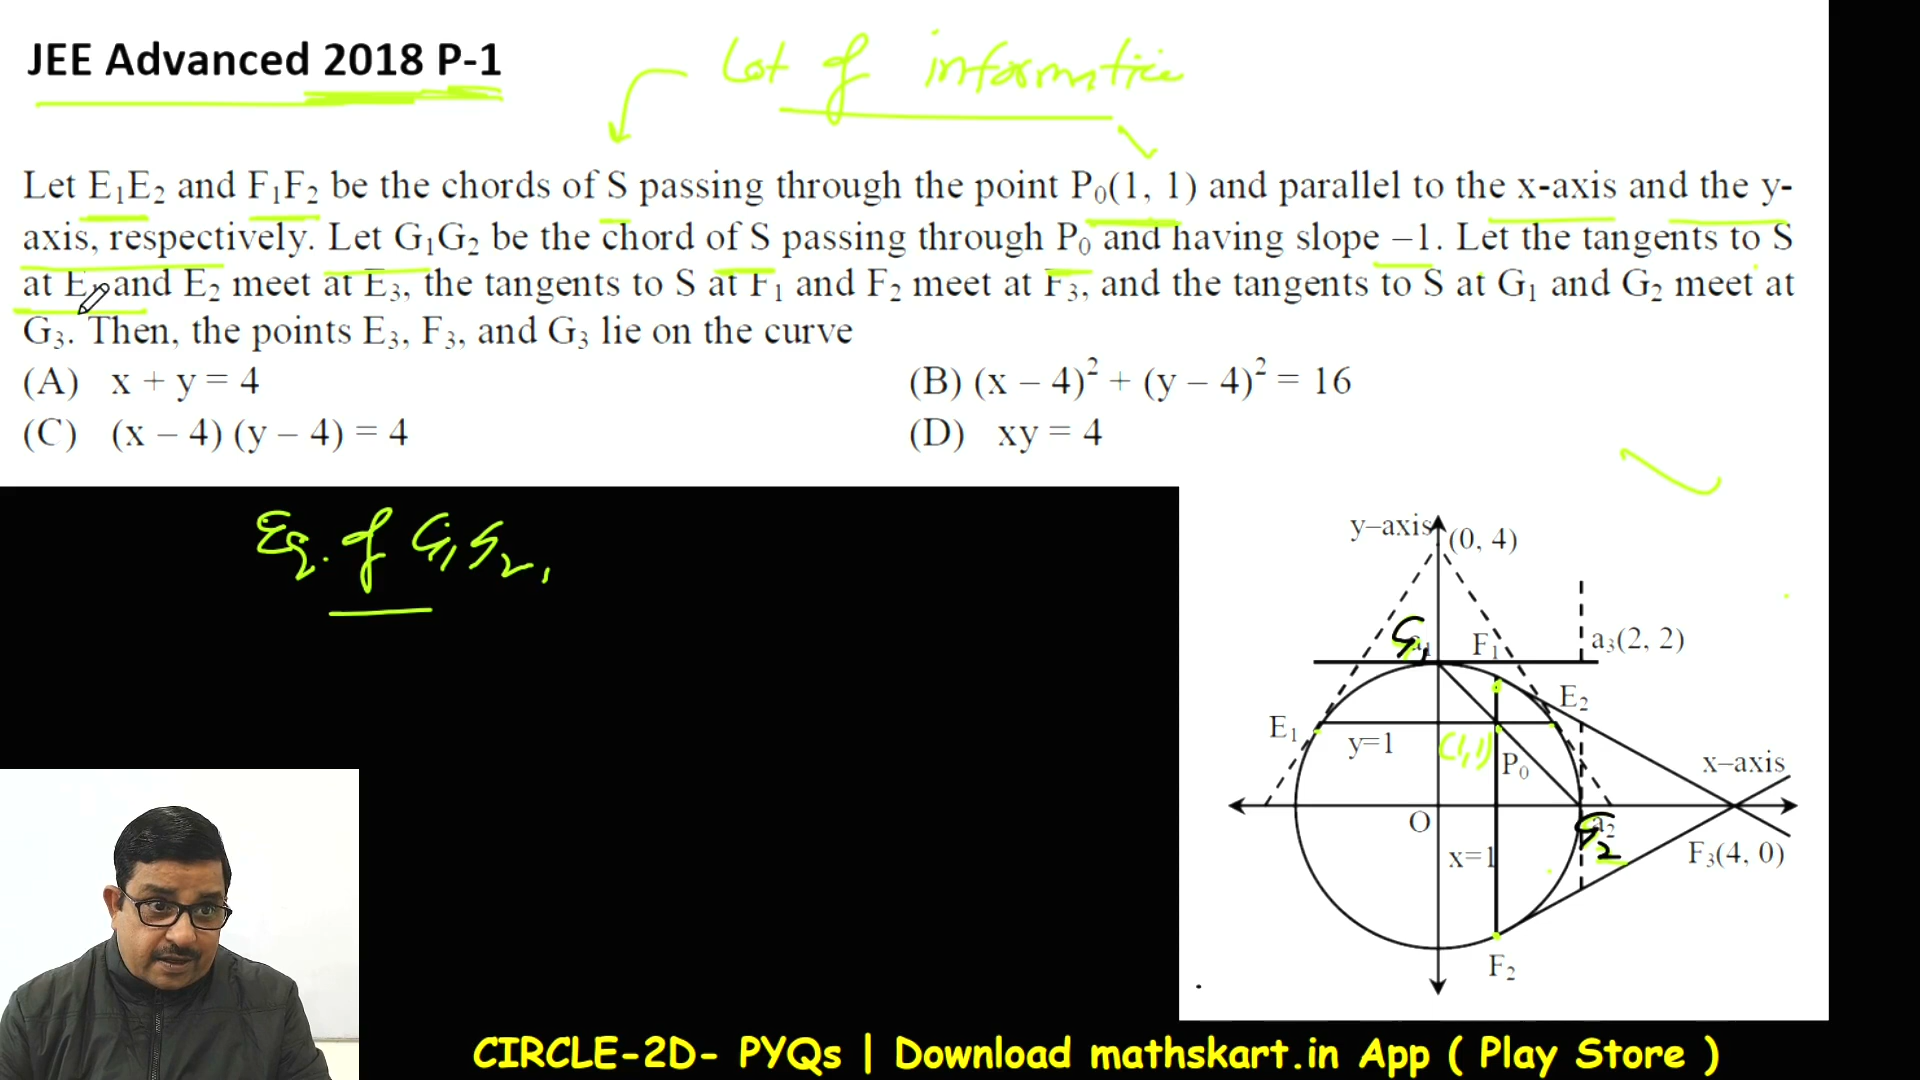 JEE Advanced 2018 P-1
Lot of information
Let E₁E₂ and F₁F₂ be the chords of S passing through the point P₀(1, 1) and parallel to the x-axis and the y-
axis, respectively. Let G₁G₂ be the chord of S passing through P₀ and having slope –1. Let the tangents to S
at E₁ and E₂ meet at E₃, the tangents to S at F₁ and F₂ meet at F₃, and the tangents to S at G₁ and G₂ meet at
G₃. Then, the points E₃, F₃, and G₃ lie on the curve
(A) x + y = 4
(B) (x – 4)² + (y – 4)² = 16
(C) (x – 4) (y – 4) = 4
(D) xy = 4
Eq. of G₁G₂,
y–axis
(0, 4)
G₁
F₁
a₃(2, 2)
E₂
E₁
y=1
(1,1)
P₀
x–axis
O
G₂
a₂
x=1
F₃(4, 0)
F₂
CIRCLE-2D- PYQs | Download mathskart.in App ( Play Store )